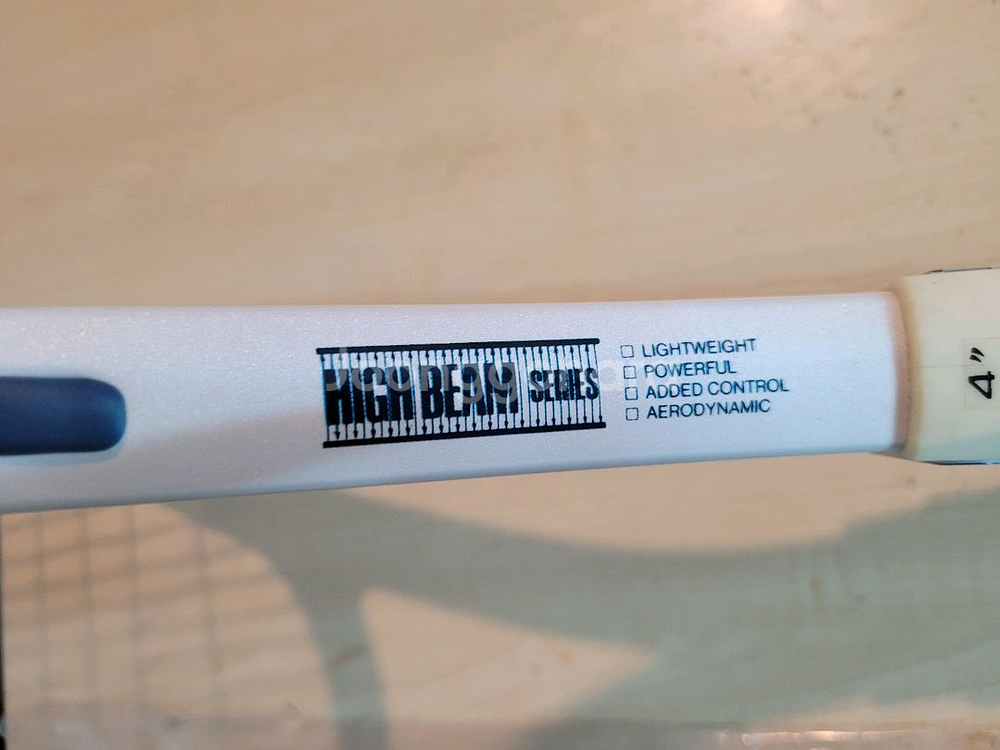 HIGH BEAM SERIES
☐ LIGHTWEIGHT
☐ POWERFUL
☐ ADDED CONTROL
☐ AERODYNAMIC
4"